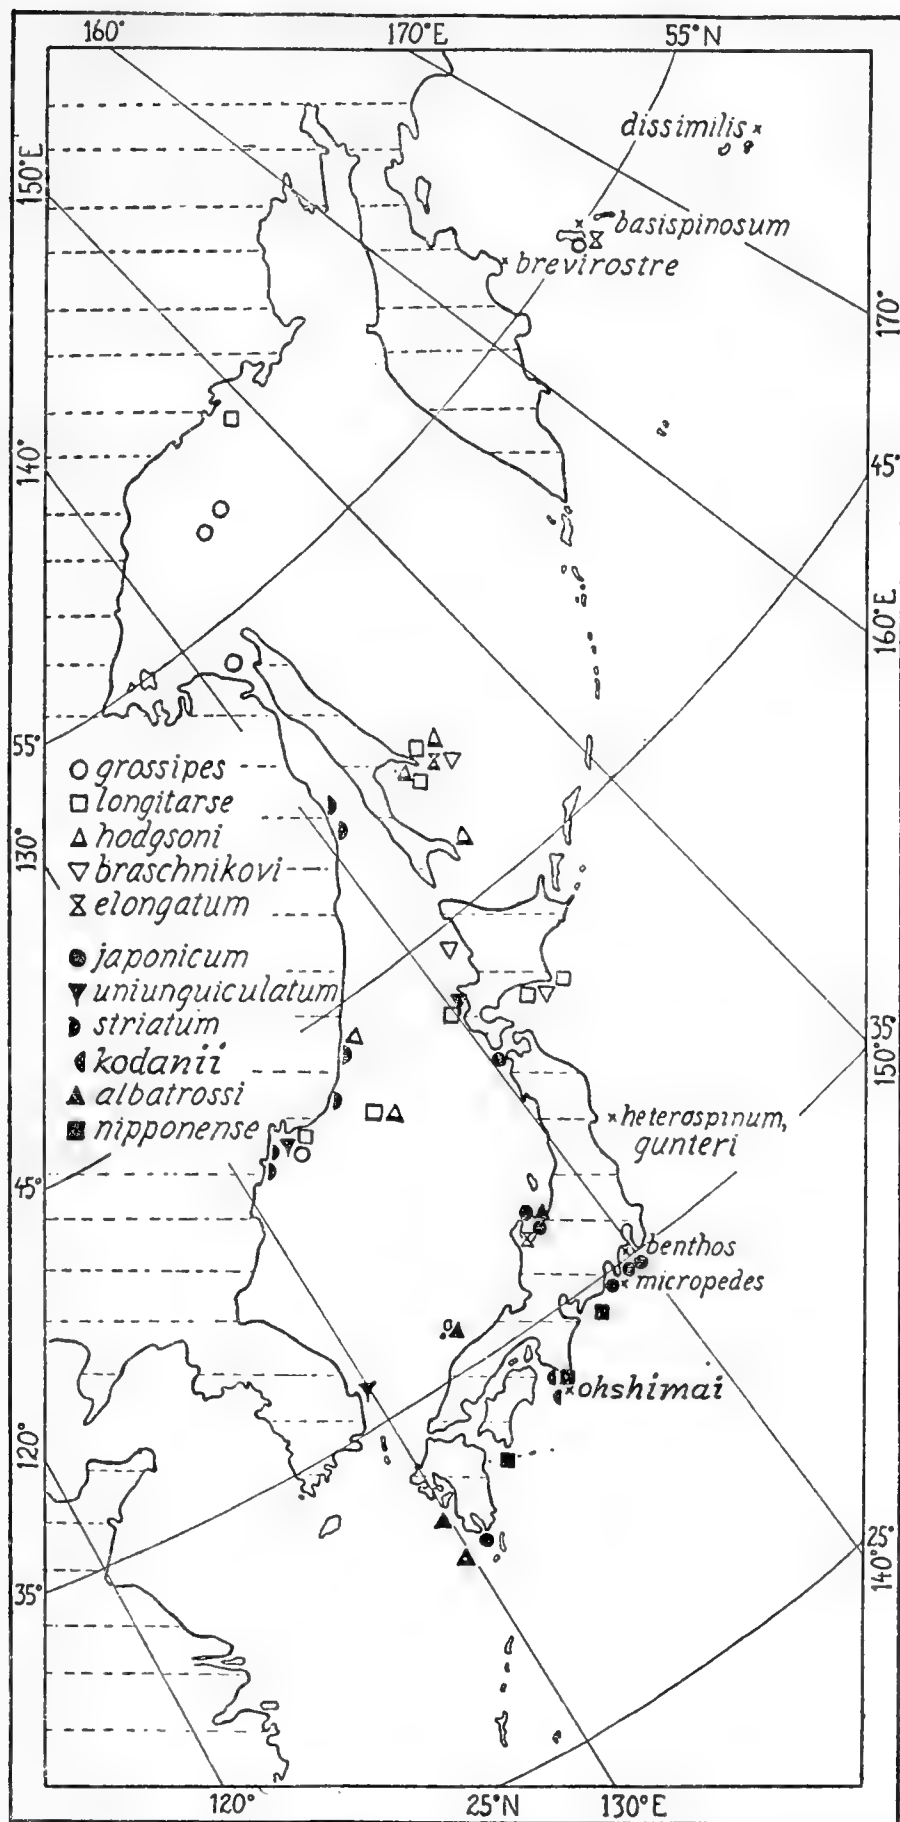 160°
170°E
55°N
150°E
dissimilis
basispinosum
brevirostre
170°
140°
45°
160°E
55°
grossipes
longitarse
hodgsoni
braschnikovi
elongatum
130°
japonicum
uniunguiculatum
striatum
kodanii
albatrossi
nipponense
35°
150°E
heterospinum,
gunteri
45°
benthos
micropedes
ohshimai
120°
25°
140°E
35°
120°
25°N
130°E